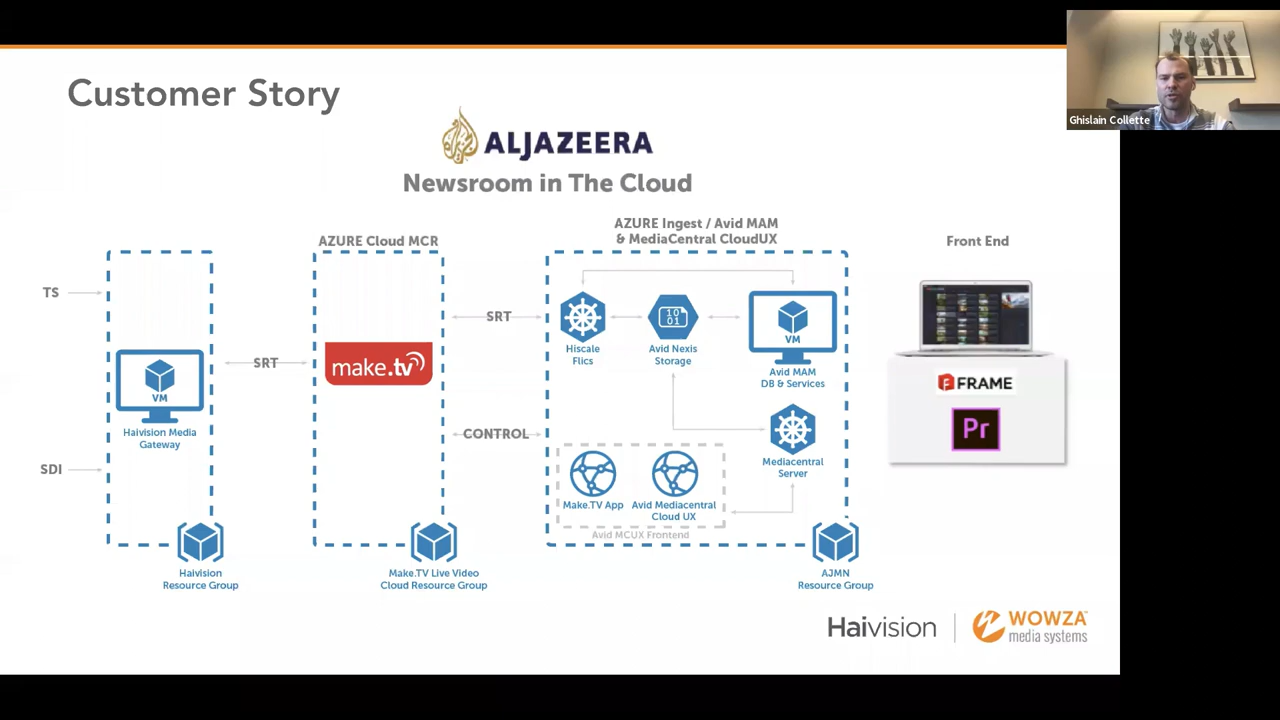 Customer Story
Ghislain Collette
ALJAZEERA
Newsroom in The Cloud
AZURE Cloud MCR
AZURE Ingest / Avid MAM
& MediaCentral CloudUX
Front End
TS
SDI
VM
Haivision Media
Gateway
SRT
make.tv
SRT
CONTROL
Hiscale
Flics
10
01
Avid Nexis
Storage
VM
Avid MAM
DB & Services
Mediacentral
Server
Make.TV App
Avid Mediacentral
Cloud UX
Avid MCUX Frontend
FRAME
Pr
Haivision
Resource Group
Make.TV Live Video
Cloud Resource Group
AJMN
Resource Group
Haivision
WOWZA
media systems